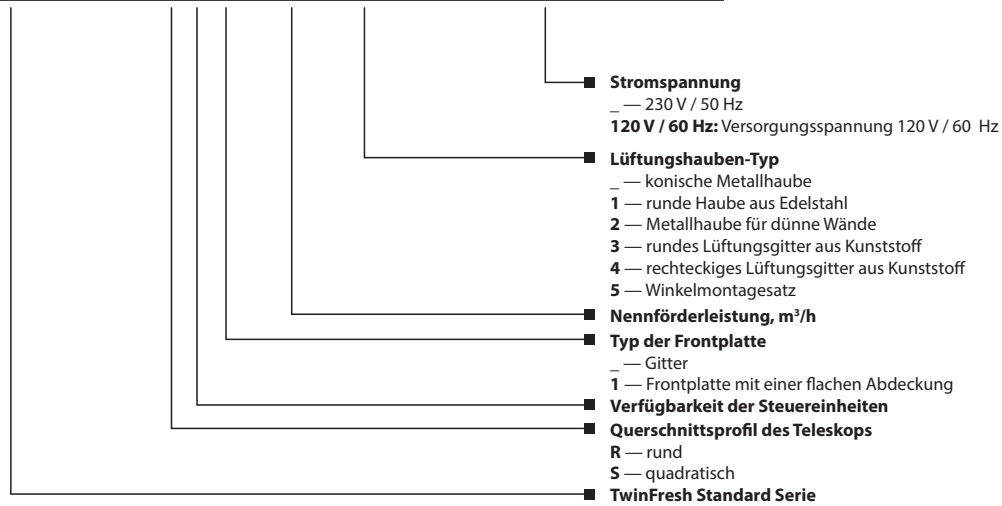 Stromspannung
_ — 230 V / 50 Hz
120 V / 60 Hz: Versorgungsspannung 120 V / 60 Hz
Lüftungshauben-Typ
_ — konische Metallhaube
1 — runde Haube aus Edelstahl
2 — Metallhaube für dünne Wände
3 — rundes Lüftungsgitter aus Kunststoff
4 — rechteckiges Lüftungsgitter aus Kunststoff
5 — Winkelmontagesatz
Nennförderleistung, m³/h
Typ der Frontplatte
_ — Gitter
1 — Frontplatte mit einer flachen Abdeckung
Verfügbarkeit der Steuereinheiten
Querschnittsprofil des Teleskops
R — rund
S — quadratisch
TwinFresh Standard Serie